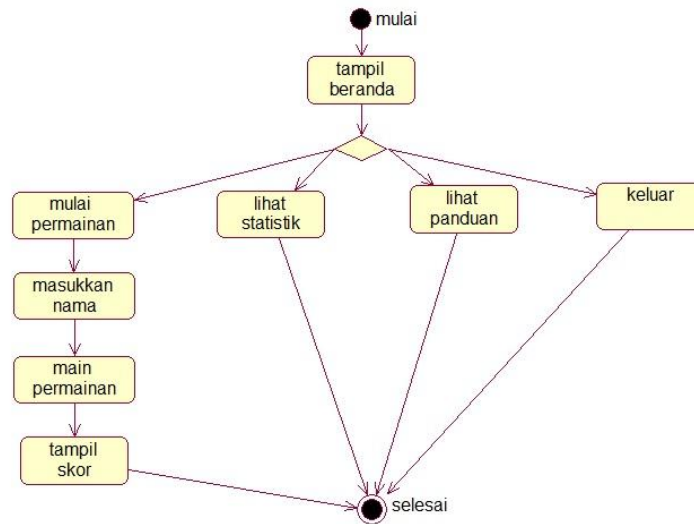 mulai
tampil
beranda
mulai
permainan
lihat
statistik
lihat
panduan
keluar
masukkan
nama
main
permainan
tampil
skor
selesai